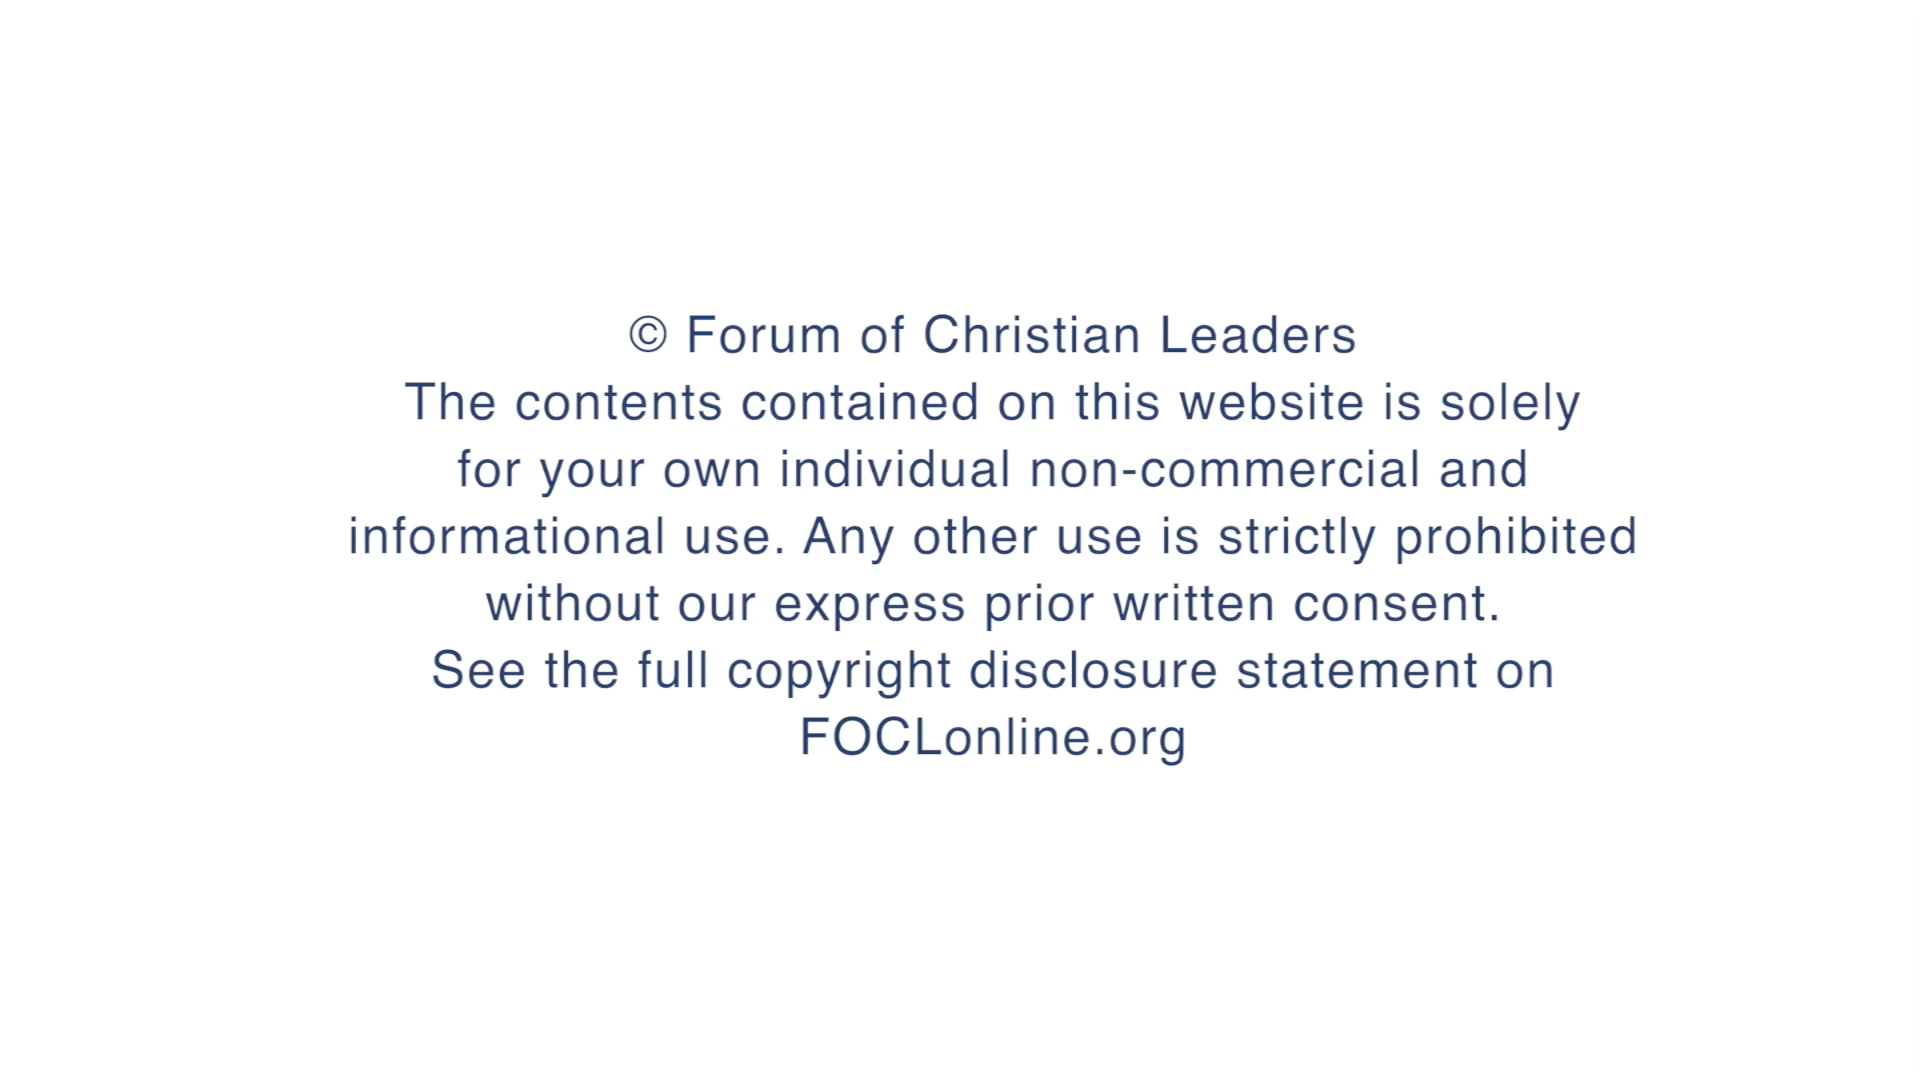 © Forum of Christian Leaders
The contents contained on this website is solely
for your own individual non-commercial and
informational use. Any other use is strictly prohibited
without our express prior written consent.
See the full copyright disclosure statement on
FOCLonline.org